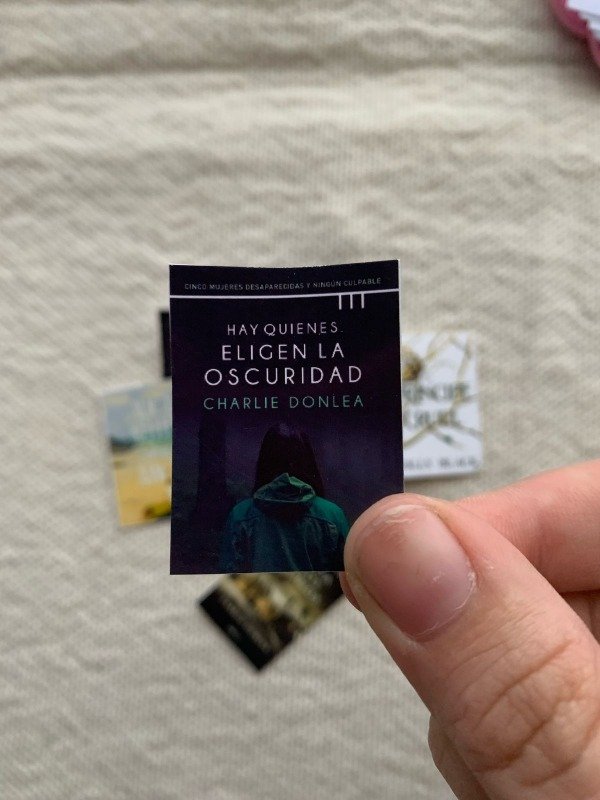 CINCO MUJERES DESAPARECIDAS Y NINGÚN CULPABLE
HAY QUIENES
ELIGEN LA
OSCURIDAD
CHARLIE DONLEA